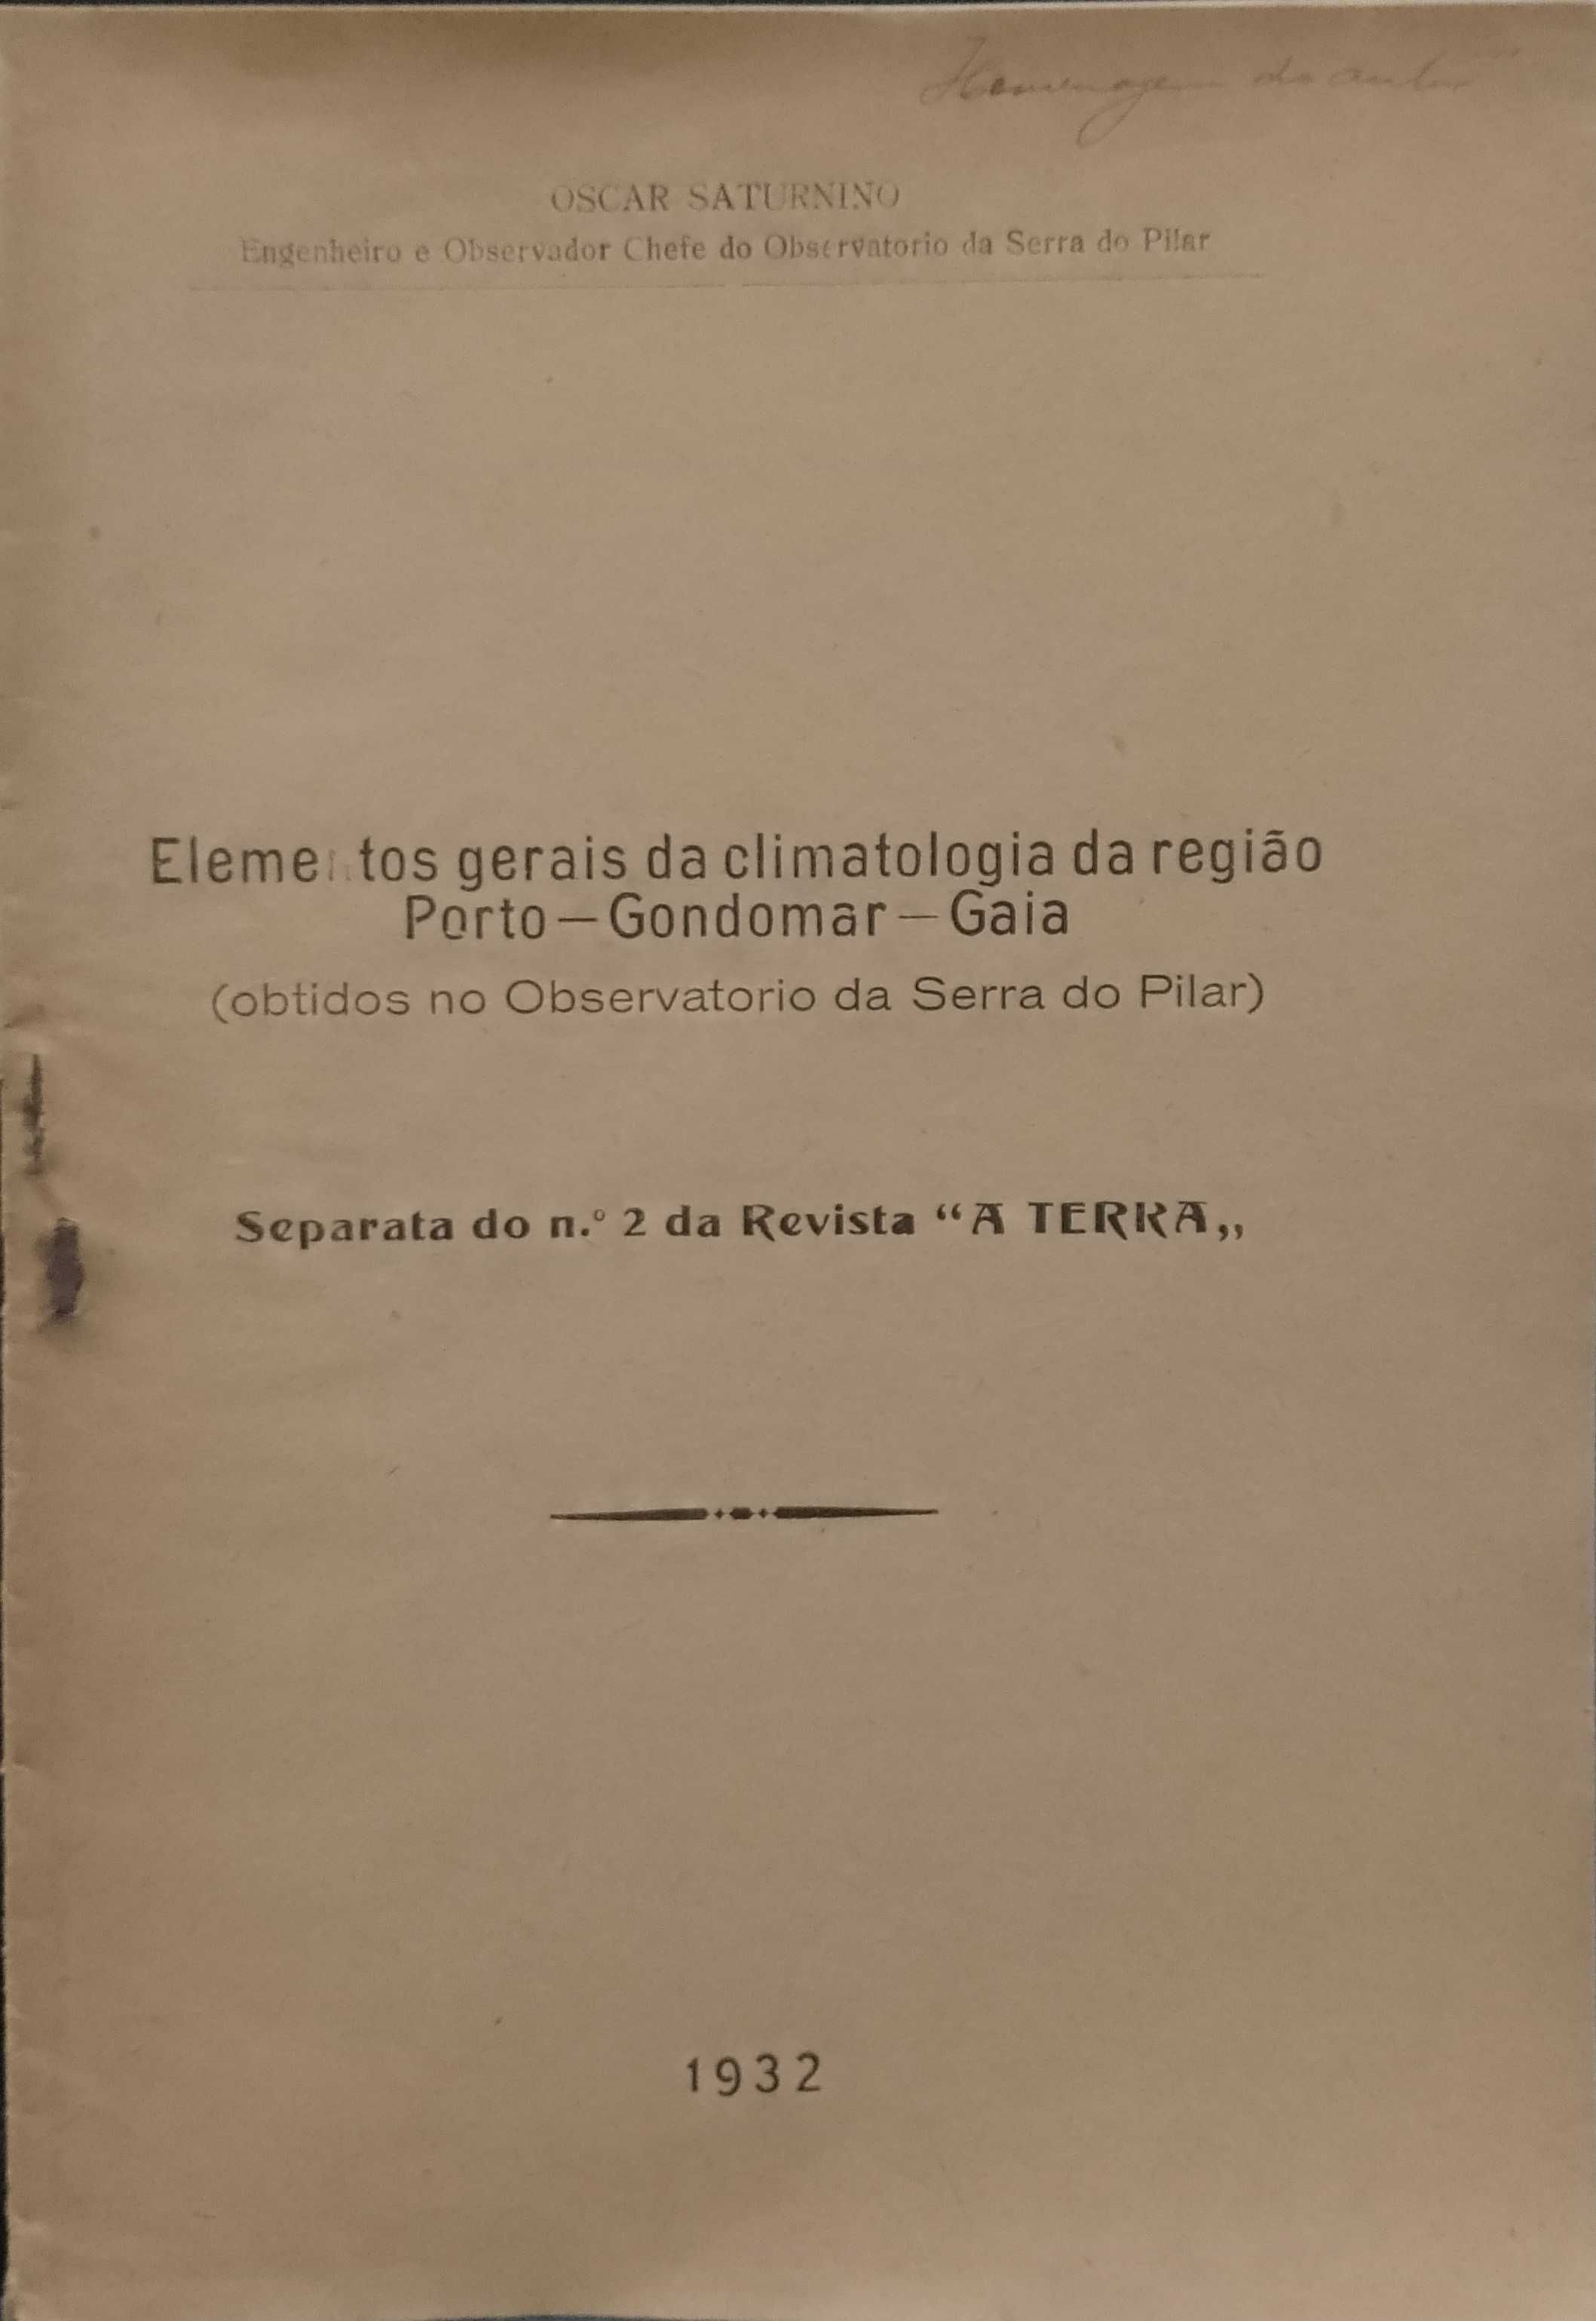 Homenagem do autor
OSCAR SATURNINO
Engenheiro e Observador Chefe do Observatorio da Serra do Pilar
Elementos gerais da climatologia da região
Porto — Gondomar — Gaia
(obtidos no Observatorio da Serra do Pilar)
Separata do n.º 2 da Revista “A TERRA„
1932